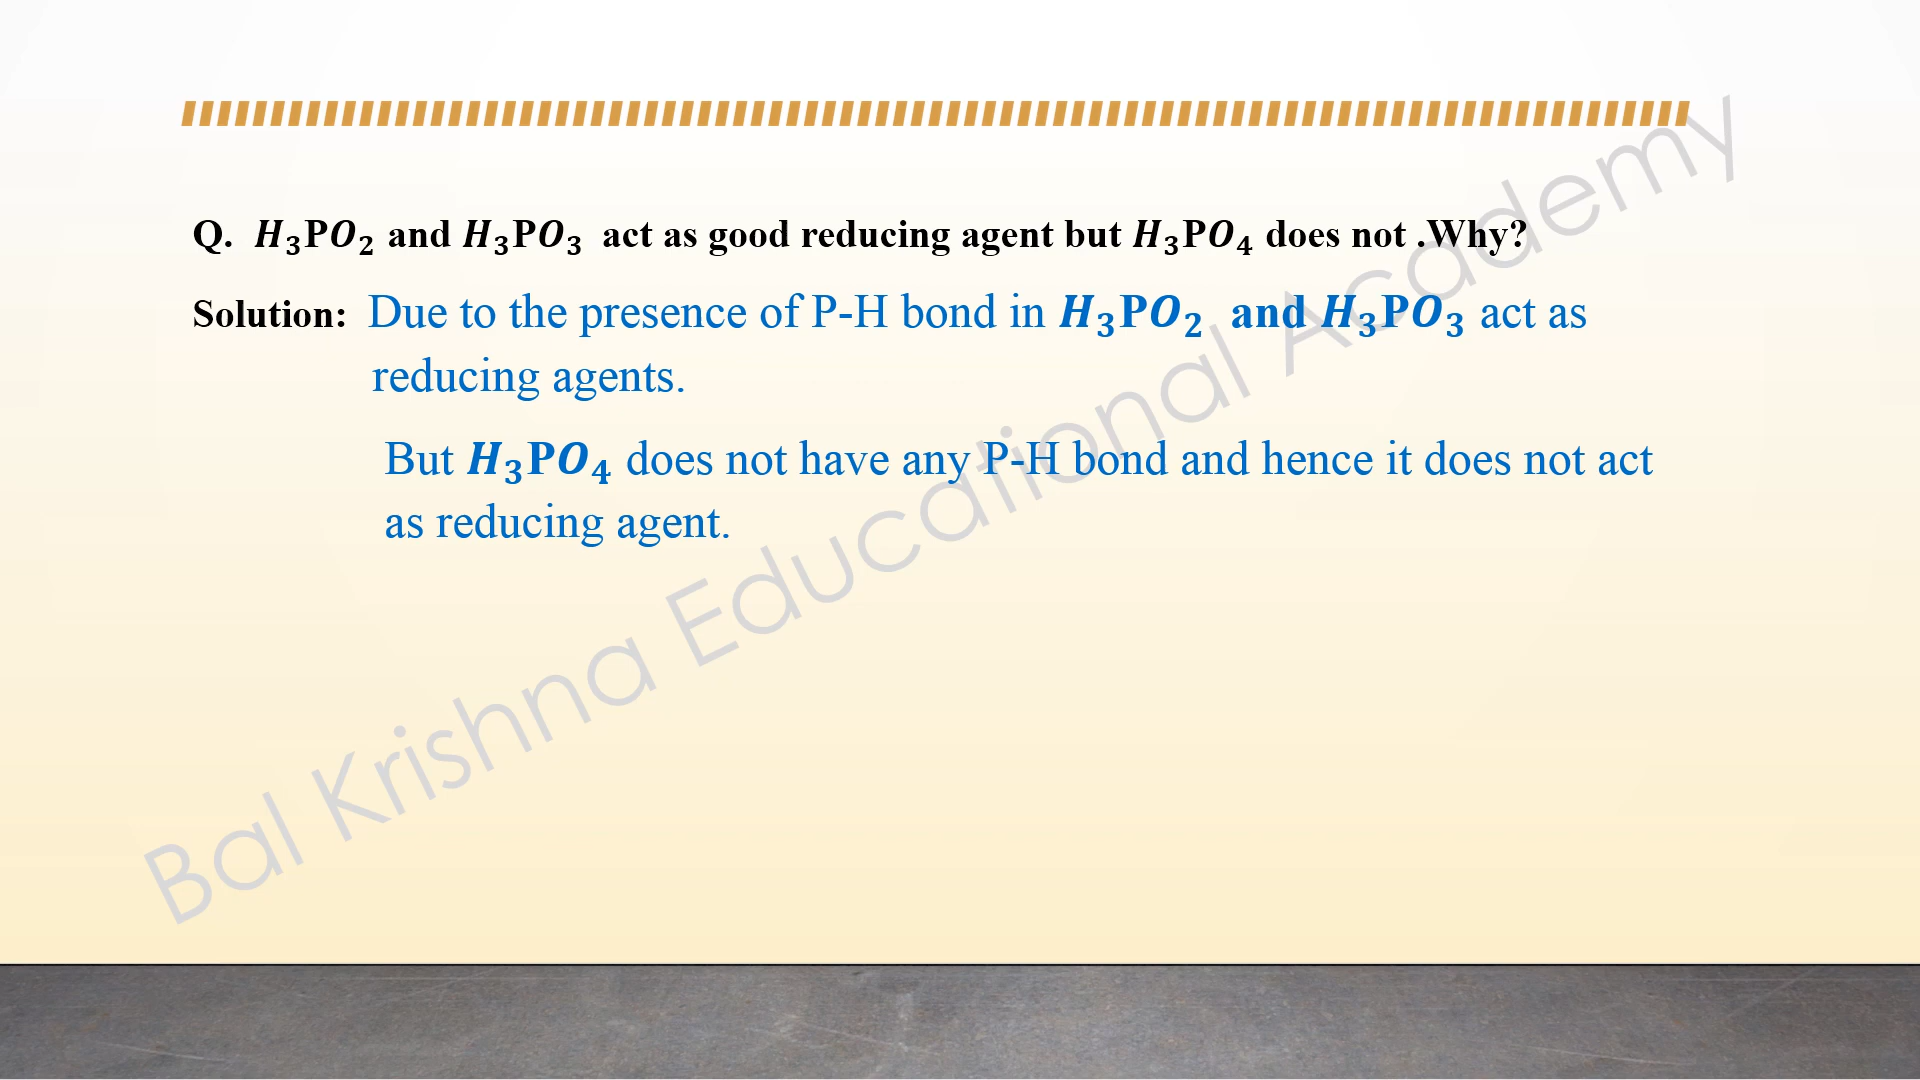 Q. H₃PO₂ and H₃PO₃ act as good reducing agent but H₃PO₄ does not .Why?
Solution: Due to the presence of P-H bond in H₃PO₂ and H₃PO₃ act as
reducing agents.
But H₃PO₄ does not have any P-H bond and hence it does not act
as reducing agent.
Bal Krishna Educational Academy